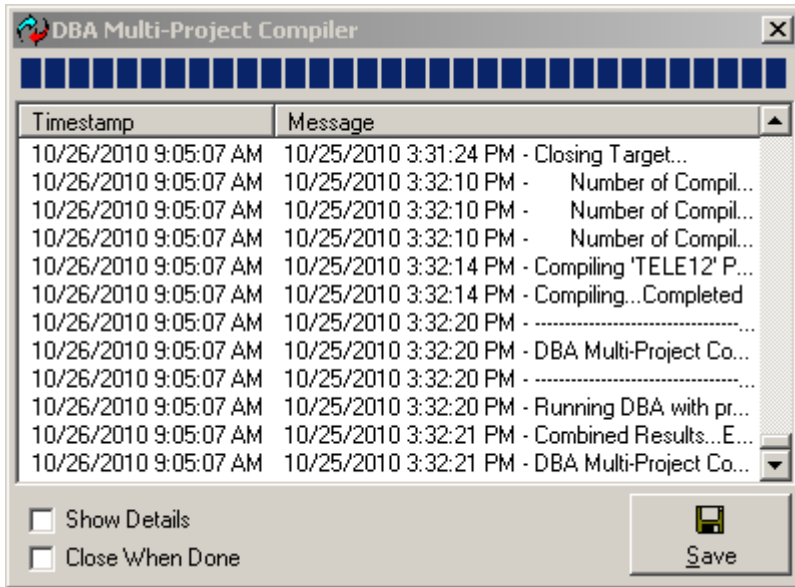 DBA Multi-Project Compiler
Timestamp Message
10/26/2010 9:05:07 AM 10/25/2010 3:31:24 PM - Closing Target...
10/26/2010 9:05:07 AM 10/25/2010 3:32:10 PM - Number of Compil...
10/26/2010 9:05:07 AM 10/25/2010 3:32:10 PM - Number of Compil...
10/26/2010 9:05:07 AM 10/25/2010 3:32:10 PM - Number of Compil...
10/26/2010 9:05:07 AM 10/25/2010 3:32:14 PM - Compiling 'TELE12' P...
10/26/2010 9:05:07 AM 10/25/2010 3:32:14 PM - Compiling...Completed
10/26/2010 9:05:07 AM 10/25/2010 3:32:20 PM - ----------------------------------...
10/26/2010 9:05:07 AM 10/25/2010 3:32:20 PM - DBA Multi-Project Co...
10/26/2010 9:05:07 AM 10/25/2010 3:32:20 PM - ----------------------------------...
10/26/2010 9:05:07 AM 10/25/2010 3:32:20 PM - Running DBA with pr...
10/26/2010 9:05:07 AM 10/25/2010 3:32:21 PM - Combined Results...E...
10/26/2010 9:05:07 AM 10/25/2010 3:32:21 PM - DBA Multi-Project Co...
Show Details
Close When Done
Save